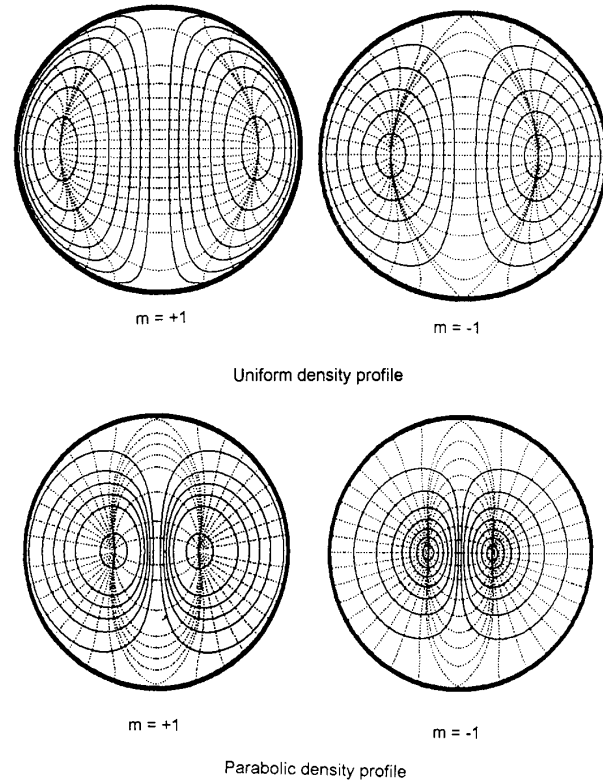 m = +1
m = -1
Uniform density profile
m = +1
m = -1
Parabolic density profile